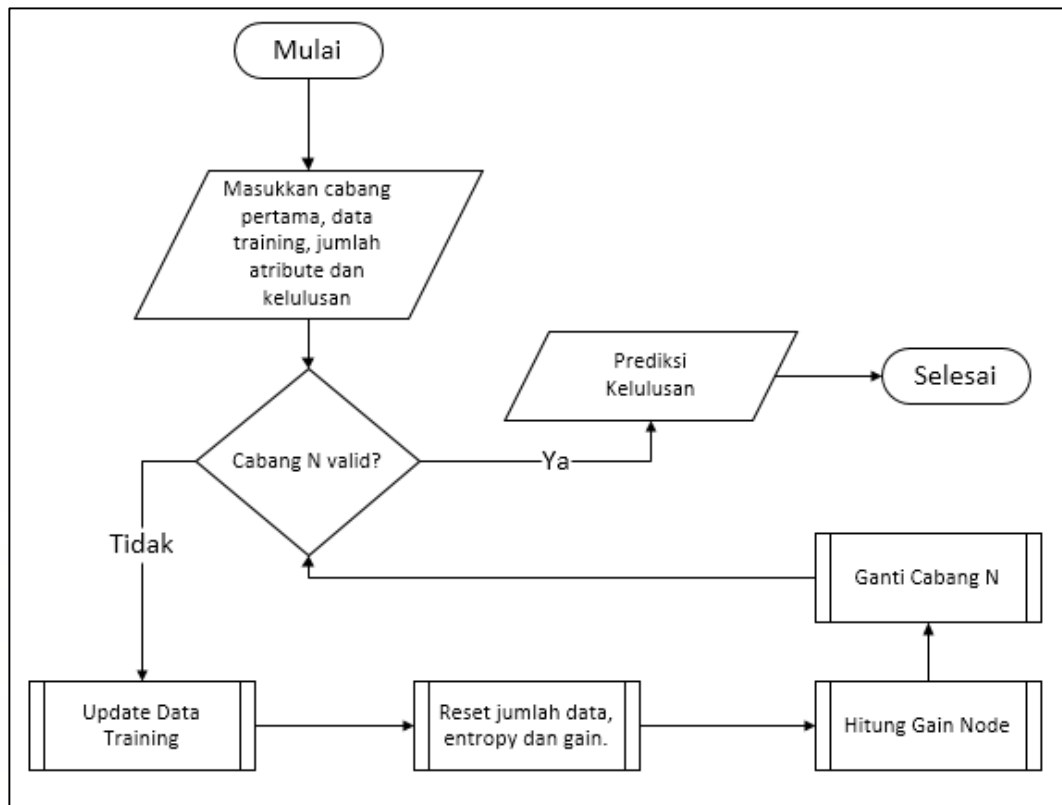 Mulai
Masukkan cabang
pertama, data
training, jumlah
atribute dan
kelulusan
Prediksi
Kelulusan
Selesai
Cabang N valid?
Ya
Tidak
Ganti Cabang N
Update Data
Training
Reset jumlah data,
entropy dan gain.
Hitung Gain Node